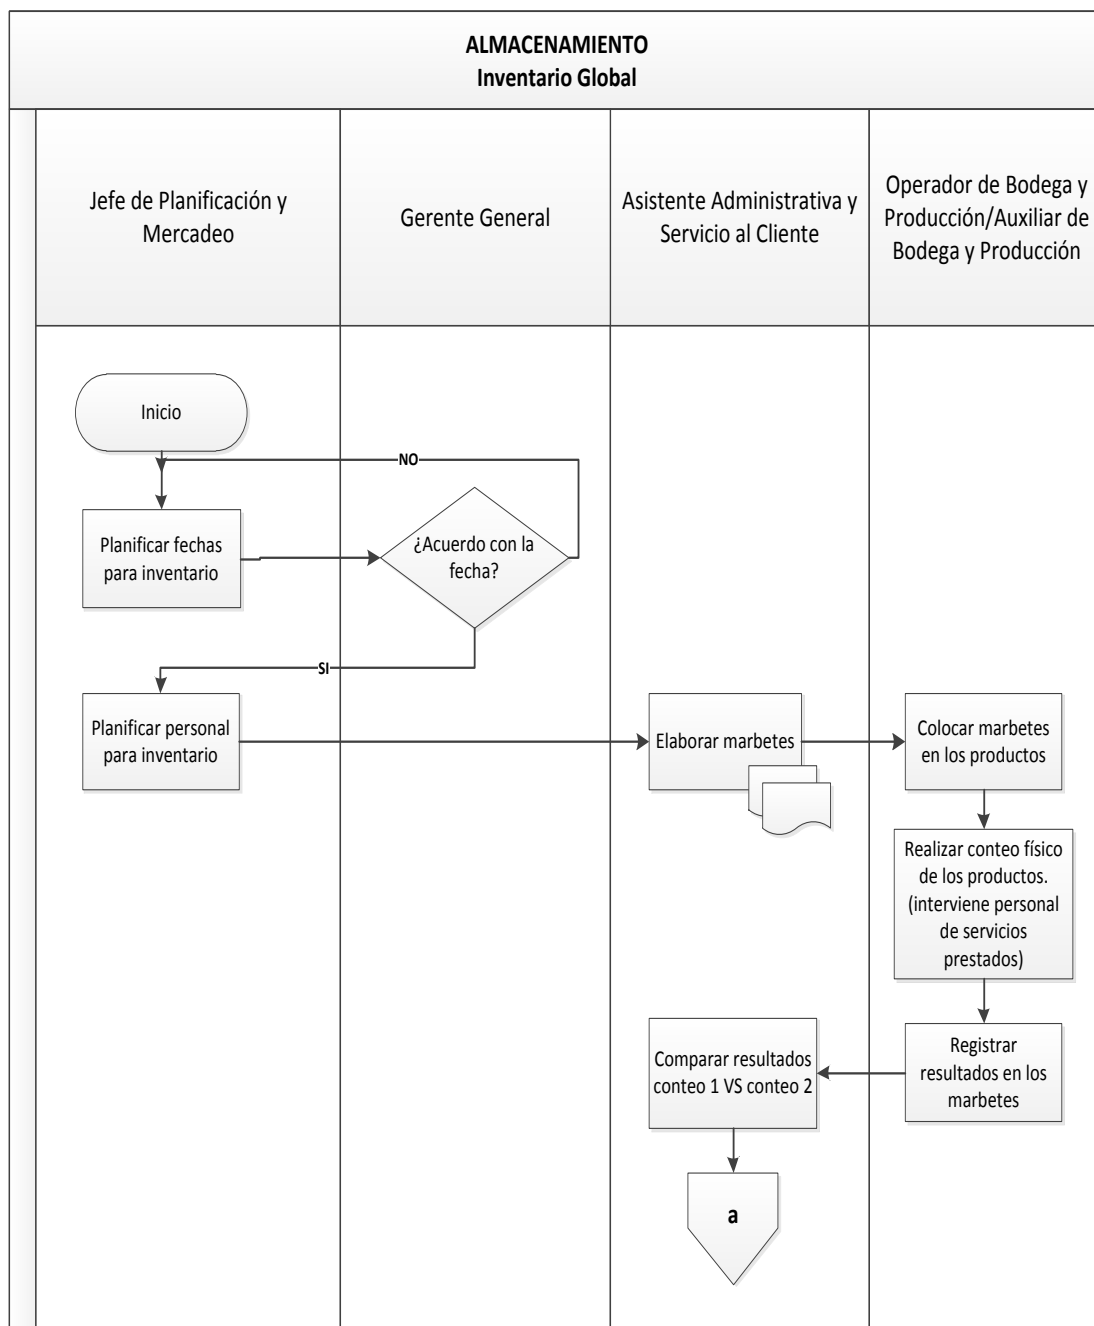 ALMACENAMIENTO
Inventario Global
Jefe de Planificación y
Mercadeo
Gerente General
Asistente Administrativa y
Servicio al Cliente
Operador de Bodega y
Producción/Auxiliar de
Bodega y Producción
Inicio
NO
Planificar fechas
para inventario
¿Acuerdo con la
fecha?
SI
Planificar personal
para inventario
Elaborar marbetes
Colocar marbetes
en los productos
Realizar conteo físico
de los productos.
(interviene personal
de servicios
prestados)
Registrar
resultados en los
marbetes
Comparar resultados
conteo 1 VS conteo 2
a